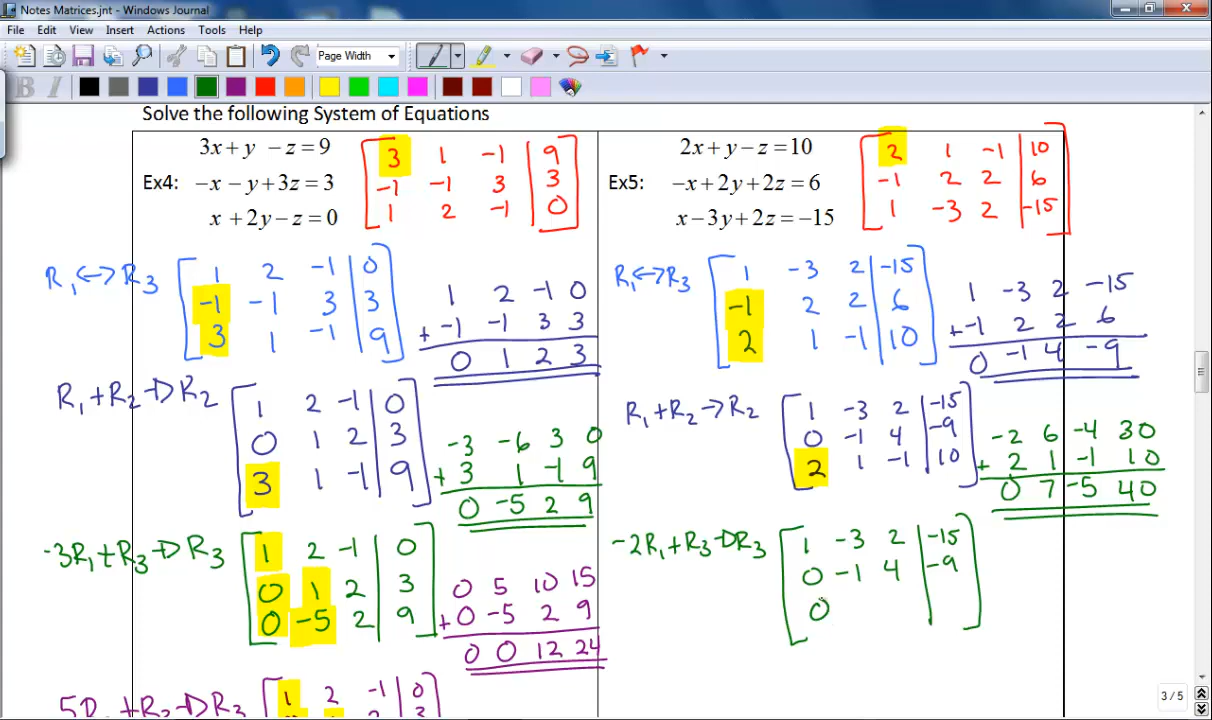 Notes Matrices.jnt - Windows Journal
File Edit View Insert Actions Tools Help
Page Width
B I
Solve the following System of Equations
Ex4:
3x + y - z = 9
-x - y + 3z = 3
x + 2y - z = 0
3 1 -1 | 9
-1 -1 3 | 3
1 2 -1 | 0
R₁ ↔ R₃
1 2 -1 | 0
-1 -1 3 | 3
3 1 -1 | 9
1 2 -1 0
+ -1 -1 3 3
0 1 2 3
R₁ + R₂ → R₂
1 2 -1 | 0
0 1 2 | 3
3 1 -1 | 9
-3 -6 3 0
+ 3 1 -1 9
0 -5 2 9
-3R₁ + R₃ → R₃
1 2 -1 | 0
0 1 2 | 3
0 -5 2 | 9
0 5 10 15
+ 0 -5 2 9
0 0 12 24
1 2 -1 | 0
Ex5:
2x + y - z = 10
-x + 2y + 2z = 6
x - 3y + 2z = -15
2 1 -1 | 10
-1 2 2 | 6
1 -3 2 | -15
R₁ ↔ R₃
1 -3 2 | -15
-1 2 2 | 6
2 1 -1 | 10
1 -3 2 -15
+ -1 2 2 6
0 -1 4 -9
R₁ + R₂ → R₂
1 -3 2 | -15
0 -1 4 | -9
2 1 -1 | 10
-2 6 -4 30
+ 2 1 -1 10
0 7 -5 40
-2R₁ + R₃ → R₃
1 -3 2 | -15
0 -1 4 | -9
0
3 / 5